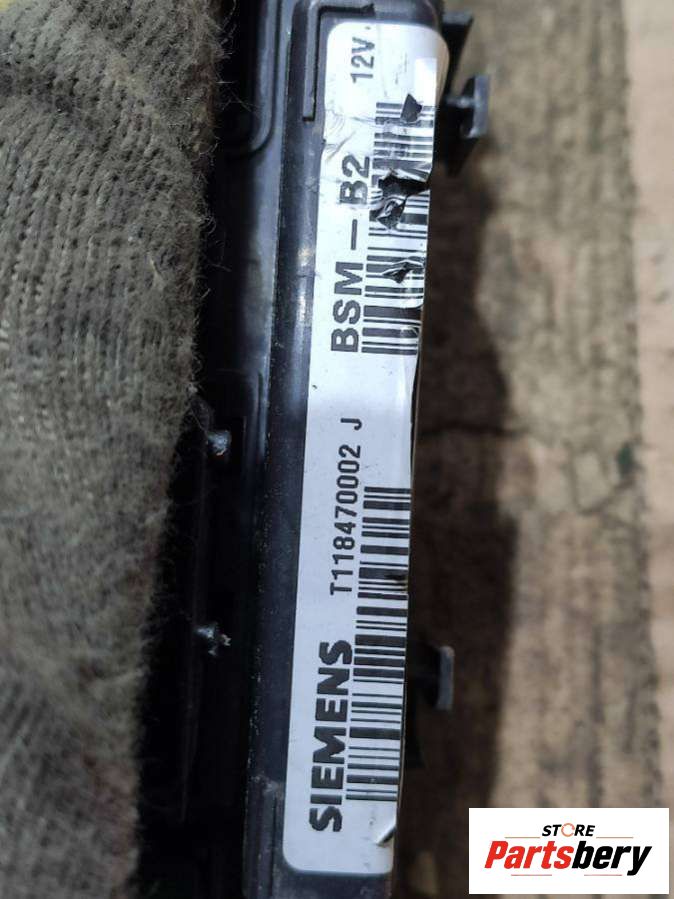 SIEMENS T118470002 J BSM-B2 12V.
STORE
Partsbery